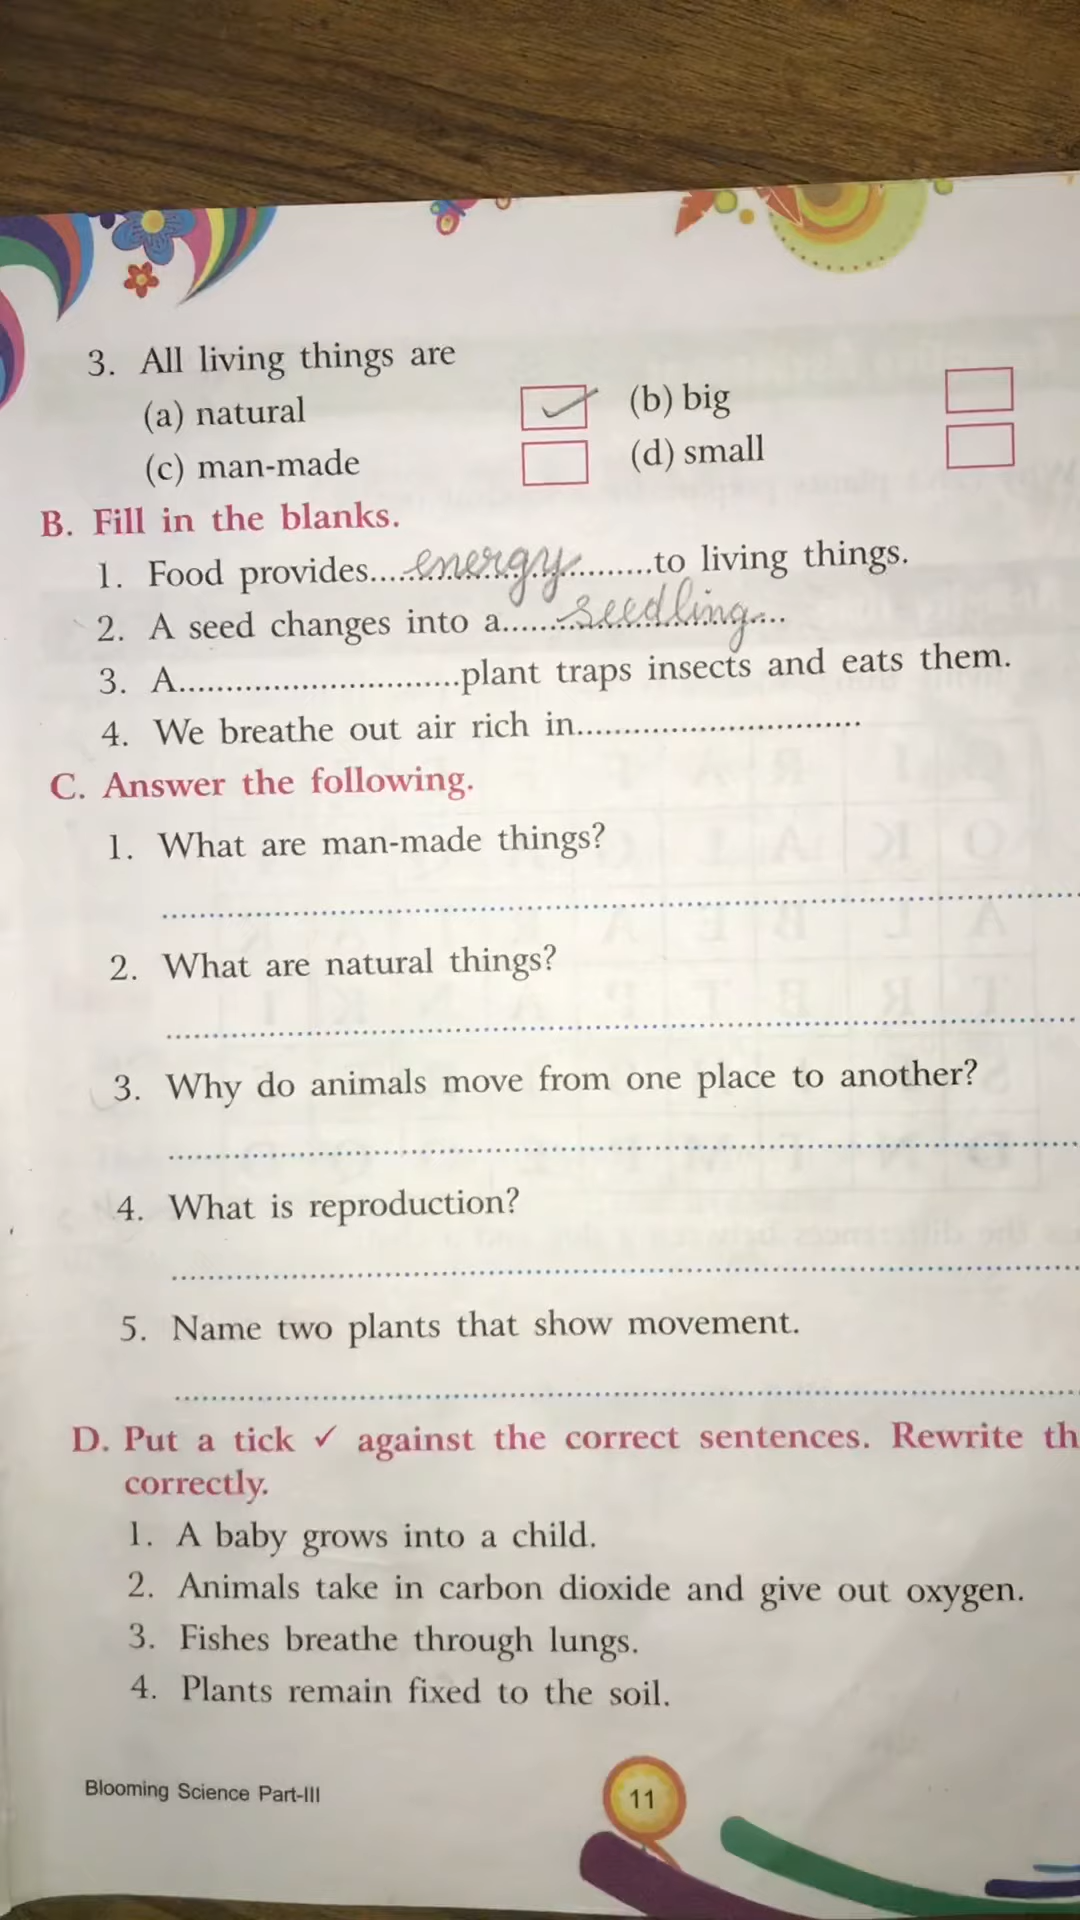 3. All living things are
(a) natural ✓ (b) big
(c) man-made (d) small
B. Fill in the blanks.
1. Food provides.....energy.........to living things.
2. A seed changes into a......seedling....
3. A..............................plant traps insects and eats them.
4. We breathe out air rich in..............................
C. Answer the following.
1. What are man-made things?
2. What are natural things?
3. Why do animals move from one place to another?
4. What is reproduction?
5. Name two plants that show movement.
D. Put a tick ✓ against the correct sentences. Rewrite th
correctly.
1. A baby grows into a child.
2. Animals take in carbon dioxide and give out oxygen.
3. Fishes breathe through lungs.
4. Plants remain fixed to the soil.
Blooming Science Part-III
11